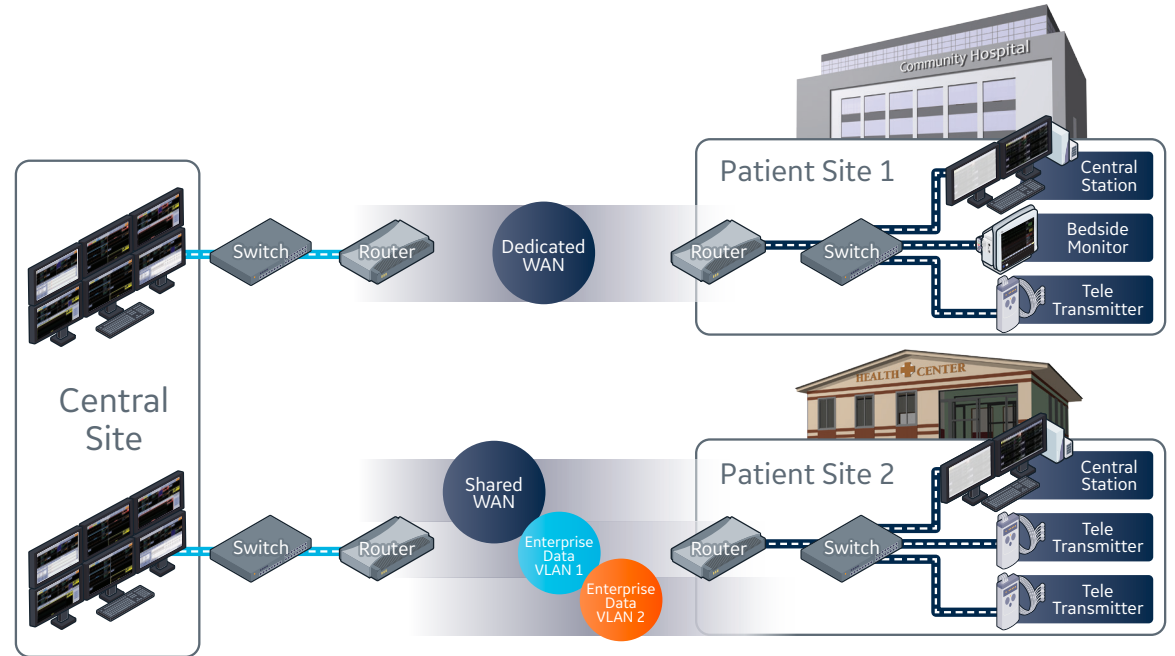 Community Hospital
Patient Site 1
Central
Station
Switch
Router
Dedicated
WAN
Router
Switch
Bedside
Monitor
Tele
Transmitter
Central
Site
HEALTH CENTER
Patient Site 2
Central
Station
Shared
WAN
Switch
Router
Enterprise
Data
VLAN 1
Router
Switch
Tele
Transmitter
Enterprise
Data
VLAN 2
Tele
Transmitter